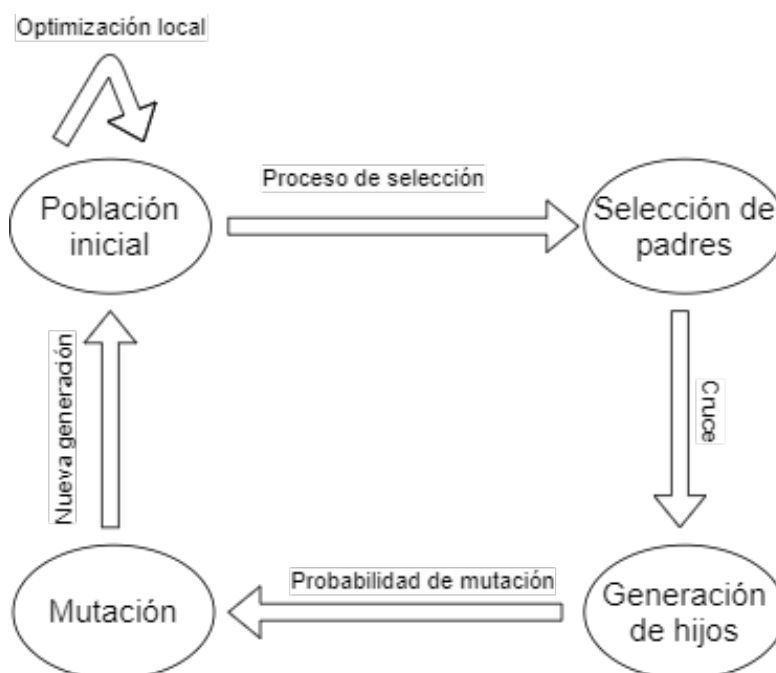 Optimización local
Población
inicial
Proceso de selección
Selección de
padres
Cruce
Generación
de hijos
Probabilidad de mutación
Mutación
Nueva generación